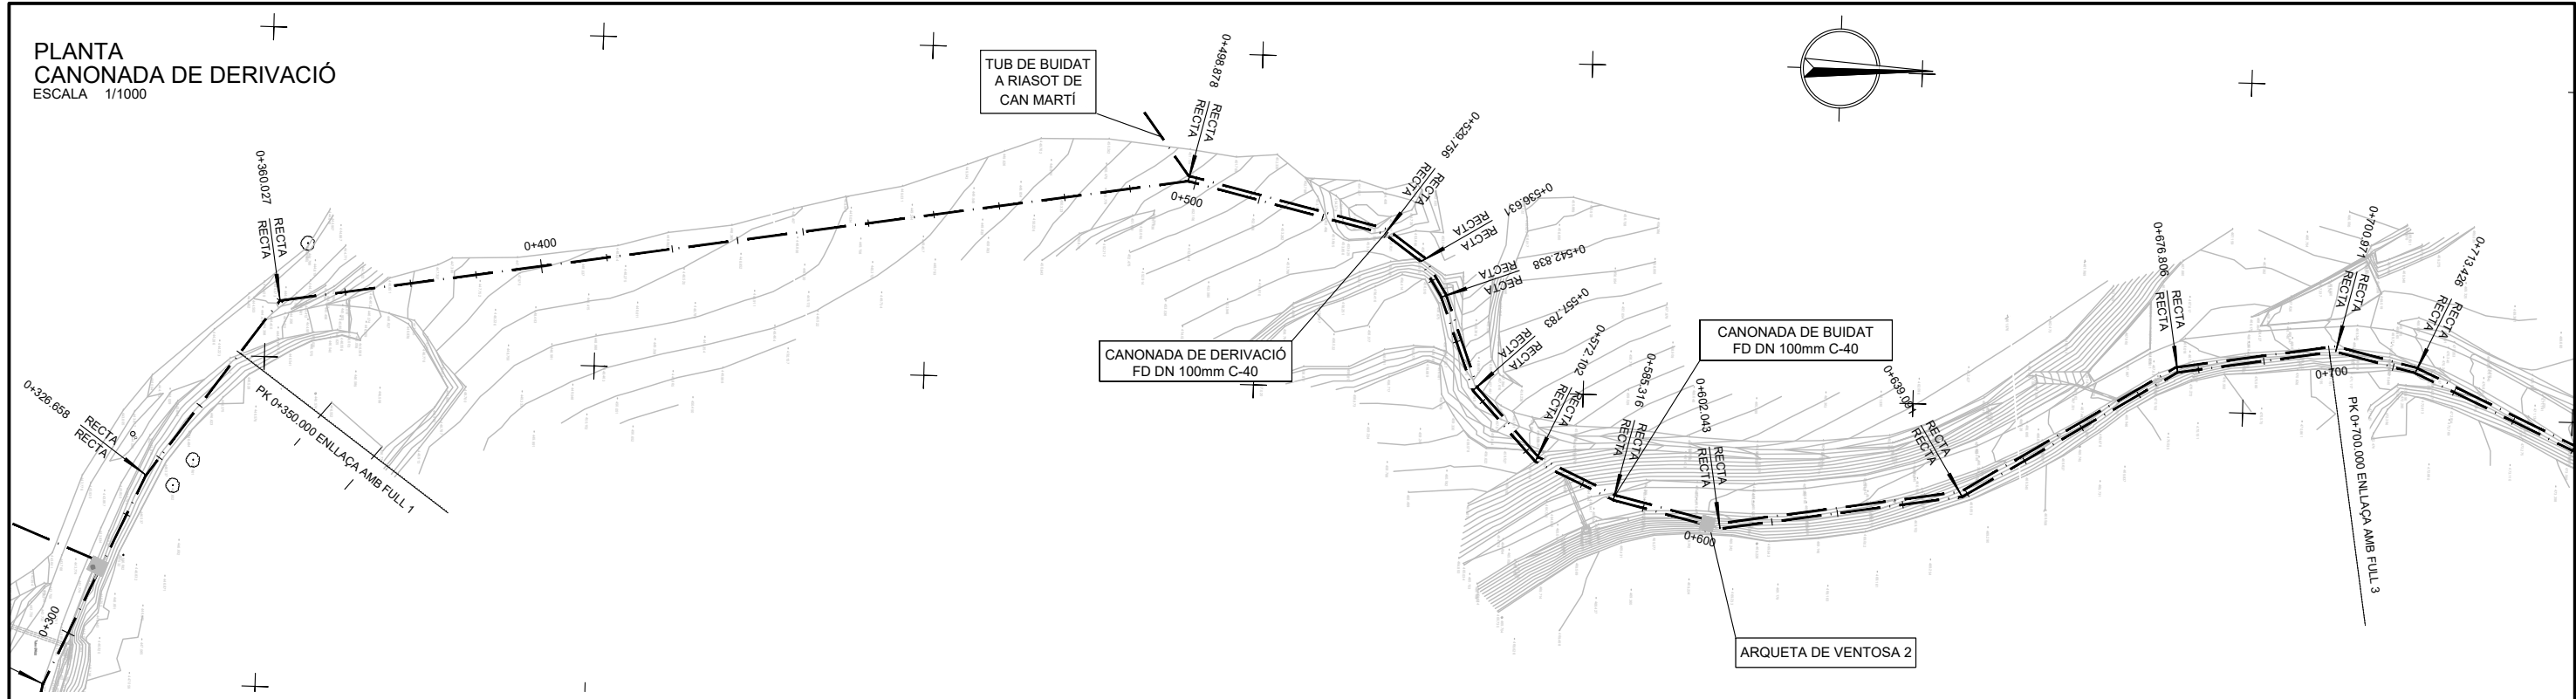 PLANTA
CANONADA DE DERIVACIÓ
ESCALA 1/1000
TUB DE BUIDAT
A RIASOT DE
CAN MARTÍ
0+300
0+326.658
RECTA
RECTA
PK 0+350.000 ENLLAÇA AMB FULL 1
0+360.027
RECTA
RECTA
0+400
0+498.878
RECTA
RECTA
0+500
0+529.756
RECTA
RECTA
0+536.631
RECTA
RECTA
0+542.838
RECTA
RECTA
0+557.783
RECTA
RECTA
CANONADA DE DERIVACIÓ
FD DN 100mm C-40
0+572.102
RECTA
RECTA
0+585.316
RECTA
RECTA
CANONADA DE BUIDAT
FD DN 100mm C-40
0+602.043
RECTA
RECTA
0+600
ARQUETA DE VENTOSA 2
RECTA
RECTA
0+676.806
RECTA
RECTA
0+700.971
RECTA
RECTA
0+700
PK 0+700.000 ENLLAÇA AMB FULL 3
0+713.426
RECTA
RECTA